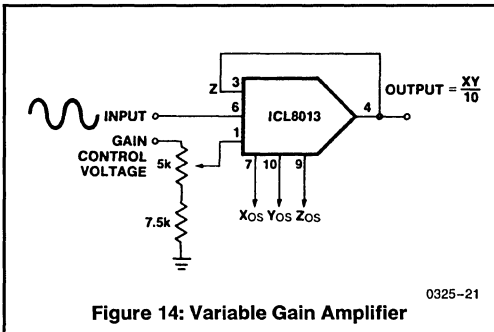 Z 3
ICL8013
4
OUTPUT = XY/10
INPUT
6
GAIN
CONTROL
VOLTAGE
1
5k
7 10 9
7.5k
XOS YOS ZOS
0325-21
Figure 14: Variable Gain Amplifier